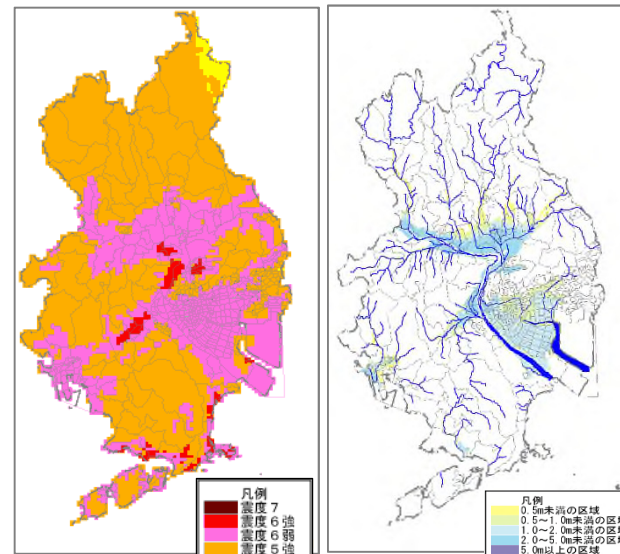 凡例
震度7
震度6強
震度6弱
震度5強
凡例
0.5m未満の区域
0.5～1.0m未満の区域
1.0～2.0m未満の区域
2.0～5.0m未満の区域
5.0m以上の区域